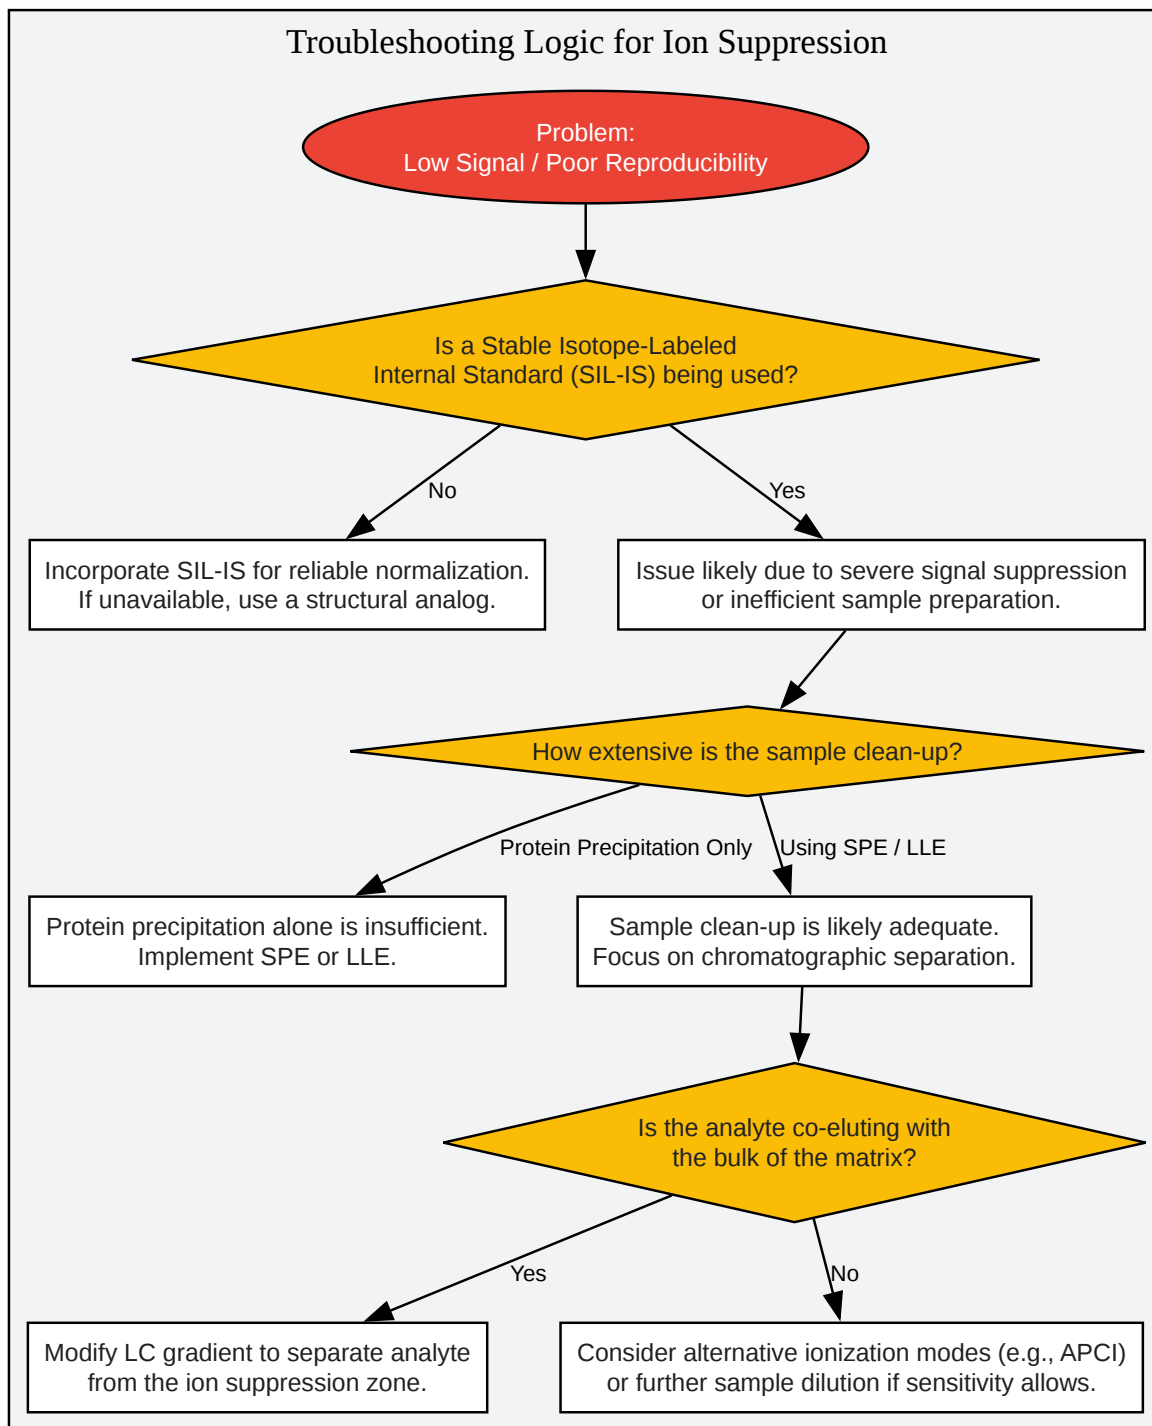 Troubleshooting Logic for Ion Suppression
Problem:
Low Signal / Poor Reproducibility
Is a Stable Isotope-Labeled
Internal Standard (SIL-IS) being used?
No
Yes
Incorporate SIL-IS for reliable normalization.
If unavailable, use a structural analog.
Issue likely due to severe signal suppression
or inefficient sample preparation.
How extensive is the sample clean-up?
Protein Precipitation Only
Using SPE / LLE
Protein precipitation alone is insufficient.
Implement SPE or LLE.
Sample clean-up is likely adequate.
Focus on chromatographic separation.
Is the analyte co-eluting with
the bulk of the matrix?
Yes
No
Modify LC gradient to separate analyte
from the ion suppression zone.
Consider alternative ionization modes (e.g., APCI)
or further sample dilution if sensitivity allows.